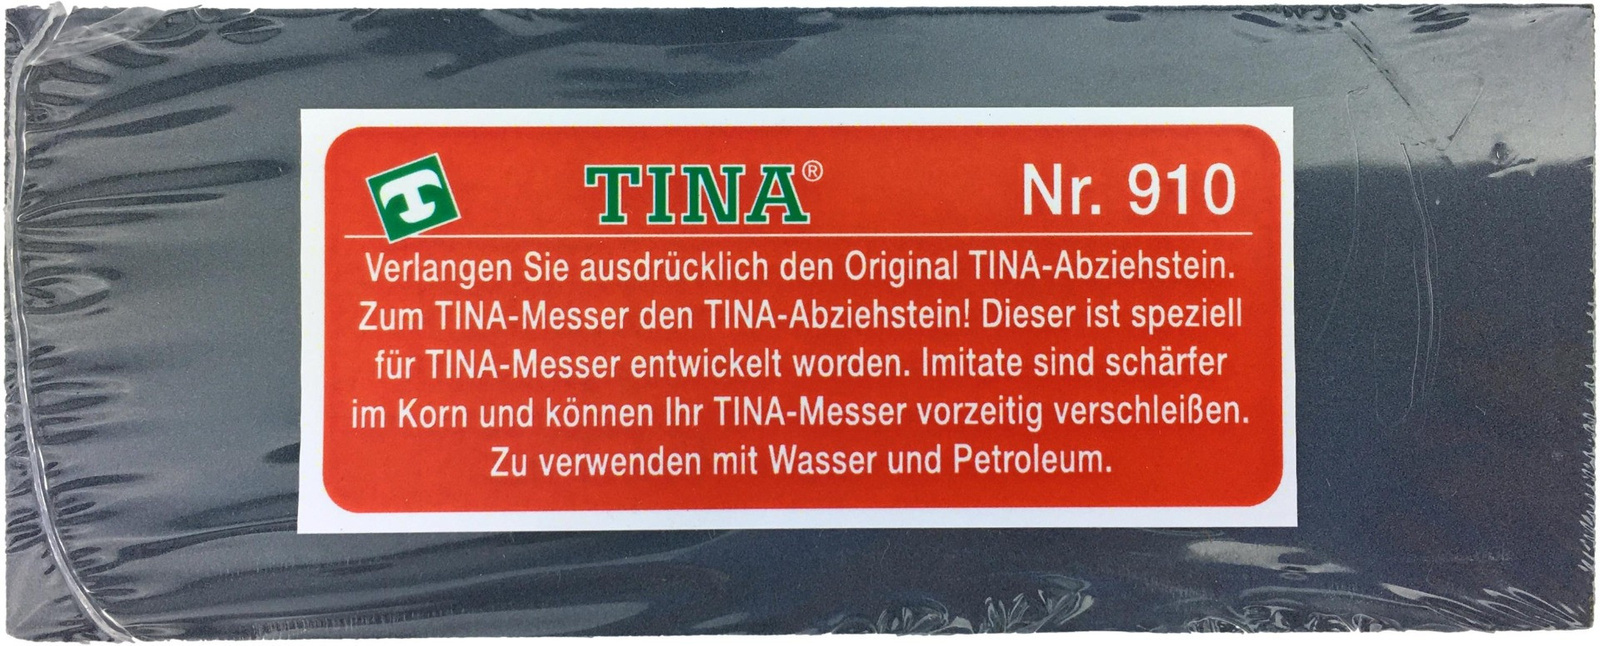 TINA® Nr. 910
Verlangen Sie ausdrücklich den Original TINA-Abziehstein.
Zum TINA-Messer den TINA-Abziehstein! Dieser ist speziell
für TINA-Messer entwickelt worden. Imitate sind schärfer
im Korn und können Ihr TINA-Messer vorzeitig verschleißen.
Zu verwenden mit Wasser und Petroleum.